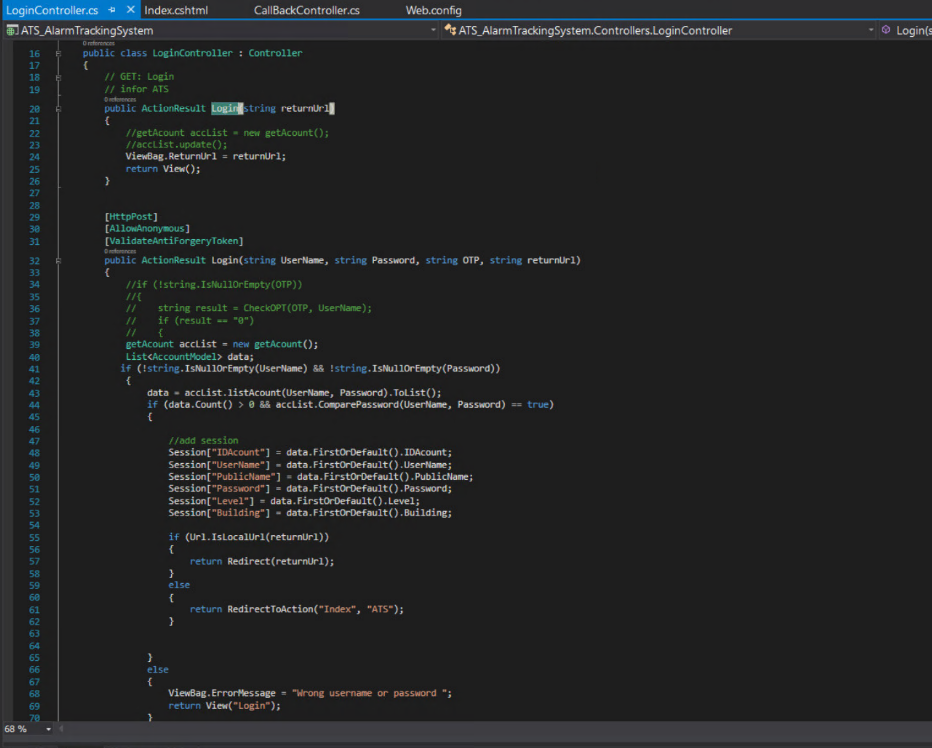 LoginController.cs Index.cshtml CallBackController.cs Web.config
ATS_AlarmTrackingSystem ATS_AlarmTrackingSystem.Controllers.LoginController Login(s
0 references
16 public class LoginController : Controller
17 {
18 // GET: Login
19 // infor ATS
0 references
20 public ActionResult Login(string returnUrl)
21 {
22 //getAcount accList = new getAcount();
23 //accList.update();
24 ViewBag.ReturnUrl = returnUrl;
25 return View();
26 }
27
28
29 [HttpPost]
30 [AllowAnonymous]
31 [ValidateAntiForgeryToken]
0 references
32 public ActionResult Login(string UserName, string Password, string OTP, string returnUrl)
33 {
34 //if (!string.IsNullOrEmpty(OTP))
35 //{
36 // string result = CheckOPT(OTP, UserName);
37 // if (result == "0")
38 // {
39 getAcount accList = new getAcount();
40 List<AccountModel> data;
41 if (!string.IsNullOrEmpty(UserName) && !string.IsNullOrEmpty(Password))
42 {
43 data = accList.listAcount(UserName, Password).ToList();
44 if (data.Count() > 0 && accList.ComparePassword(UserName, Password) == true)
45 {
46
47 //add session
48 Session["IDAcount"] = data.FirstOrDefault().IDAcount;
49 Session["UserName"] = data.FirstOrDefault().UserName;
50 Session["PublicName"] = data.FirstOrDefault().PublicName;
51 Session["Password"] = data.FirstOrDefault().Password;
52 Session["Level"] = data.FirstOrDefault().Level;
53 Session["Building"] = data.FirstOrDefault().Building;
54
55 if (Url.IsLocalUrl(returnUrl))
56 {
57 return Redirect(returnUrl);
58 }
59 else
60 {
61 return RedirectToAction("Index", "ATS");
62 }
63
64
65 }
66 else
67 {
68 ViewBag.ErrorMessage = "Wrong username or password ";
69 return View("Login");
70 }
68 %